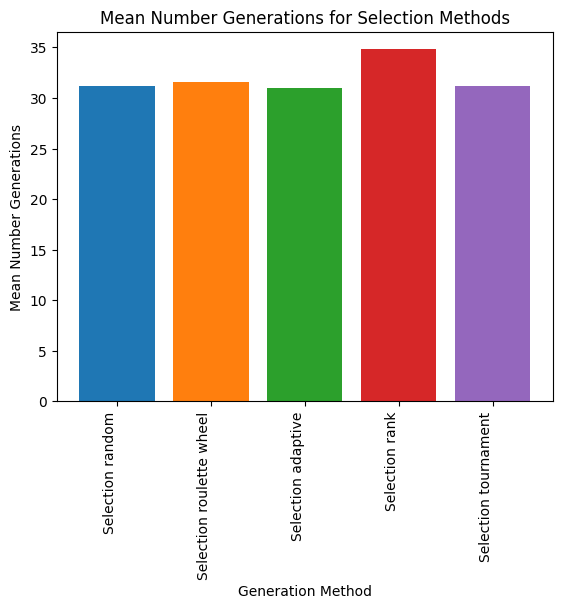 Mean Number Generations for Selection Methods
Mean Number Generations
35
30
25
20
15
10
5
0
Selection random
Selection roulette wheel
Selection adaptive
Selection rank
Selection tournament
Generation Method